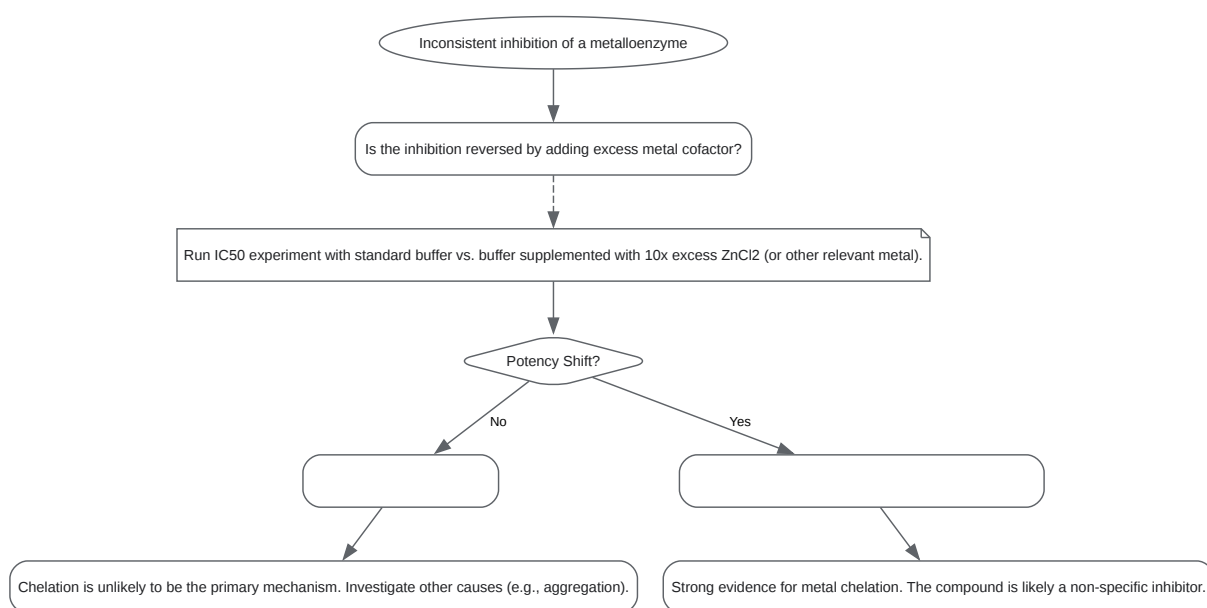 Inconsistent inhibition of a metalloenzyme
Is the inhibition reversed by adding excess metal cofactor?
Run IC50 experiment with standard buffer vs. buffer supplemented with 10x excess ZnCl2 (or other relevant metal).
Potency Shift?
No
Yes
Chelation is unlikely to be the primary mechanism. Investigate other causes (e.g., aggregation).
Strong evidence for metal chelation. The compound is likely a non-specific inhibitor.